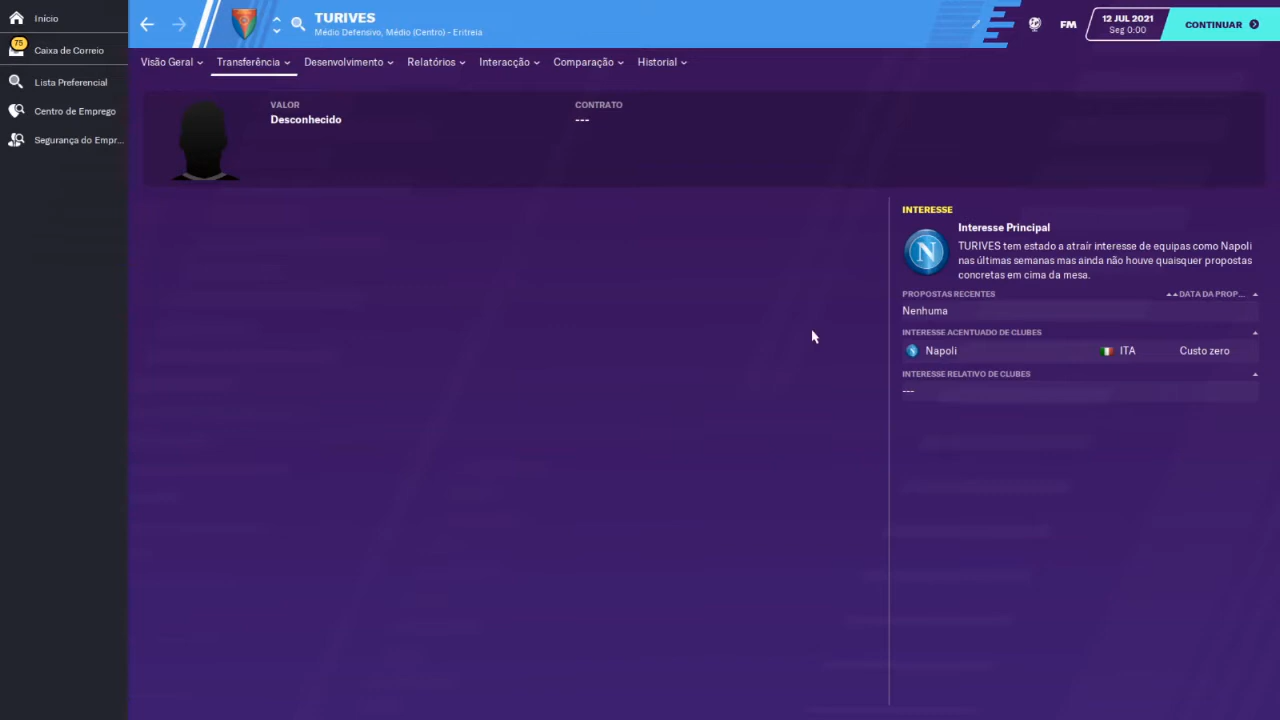 Início
75
Caixa de Correio
Lista Preferencial
Centro de Emprego
Segurança do Empr...
TURIVES
Médio Defensivo, Médio (Centro) - Eritreia
FM
12 JUL 2021
Seg 0:00
CONTINUAR
Visão Geral
Transferência
Desenvolvimento
Relatórios
Interacção
Comparação
Historial
VALOR
Desconhecido
CONTRATO
---
INTERESSE
Interesse Principal
N
TURIVES tem estado a atraír interesse de equipas como Napoli
nas últimas semanas mas ainda não houve quaisquer propostas
concretas em cima da mesa.
PROPOSTAS RECENTES
DATA DA PROP...
Nenhuma
INTERESSE ACENTUADO DE CLUBES
Napoli
ITA
Custo zero
INTERESSE RELATIVO DE CLUBES
---